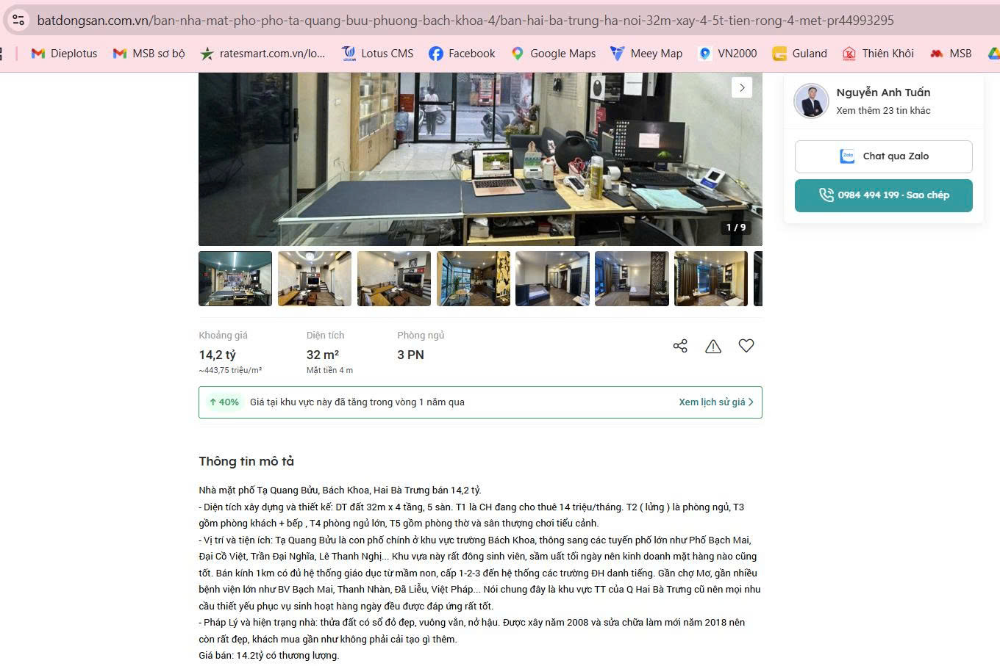 batdongsan.com.vn/ban-nha-mat-pho-pho-ta-quang-buu-phuong-bach-khoa-4/ban-hai-ba-trung-ha-noi-32m-xay-4-5t-tien-rong-4-met-pr44993295
Dieplotus MSB sơ bộ ratesmart.com.vn/lo... Lotus CMS Facebook Google Maps Meey Map VN2000 Guland Thiên Khôi MSB
Nguyễn Anh Tuấn
Xem thêm 23 tin khác
Zalo Chat qua Zalo
0984 494 199 · Sao chép
1 / 9
Khoảng giá Diện tích Phòng ngủ
14,2 tỷ 32 m² 3 PN
~443,75 triệu/m² Mặt tiền 4 m
40% Giá tại khu vực này đã tăng trong vòng 1 năm qua Xem lịch sử giá
Thông tin mô tả
Nhà mặt phố Tạ Quang Bửu, Bách Khoa, Hai Bà Trưng bán 14,2 tỷ.
- Diện tích xây dựng và thiết kế: DT đất 32m x 4 tầng, 5 sàn. T1 là CH đang cho thuê 14 triệu/tháng. T2 ( lửng ) là phòng ngủ, T3
gồm phòng khách + bếp , T4 phòng ngủ lớn, T5 gồm phòng thờ và sân thượng chơi tiểu cảnh.
- Vị trí và tiện ích: Tạ Quang Bửu là con phố chính ở khu vực trường Bách Khoa, thông sang các tuyến phố lớn như Phố Bạch Mai,
Đại Cồ Việt, Trần Đại Nghĩa, Lê Thanh Nghị... Khu vựa này rất đông sinh viên, sầm uất tối ngày nên kinh doanh mặt hàng nào cũng
tốt. Bán kính 1km có đủ hệ thống giáo dục từ mầm non, cấp 1-2-3 đến hệ thống các trường ĐH danh tiếng. Gần chợ Mơ, gần nhiều
bệnh viện lớn như BV Bạch Mai, Thanh Nhàn, Đã Liễu, Việt Pháp... Nói chung đây là khu vực TT của Q Hai Bà Trưng cũ nên mọi nhu
cầu thiết yếu phục vụ sinh hoạt hàng ngày đều được đáp ứng rất tốt.
- Pháp Lý và hiện trạng nhà: thửa đất có sổ đỏ đẹp, vuông vắn, nở hậu. Được xây năm 2008 và sửa chữa làm mới năm 2018 nên
còn rất đẹp, khách mua gần như không phải cải tạo gì thêm.
Giá bán: 14.2tỷ có thương lượng.